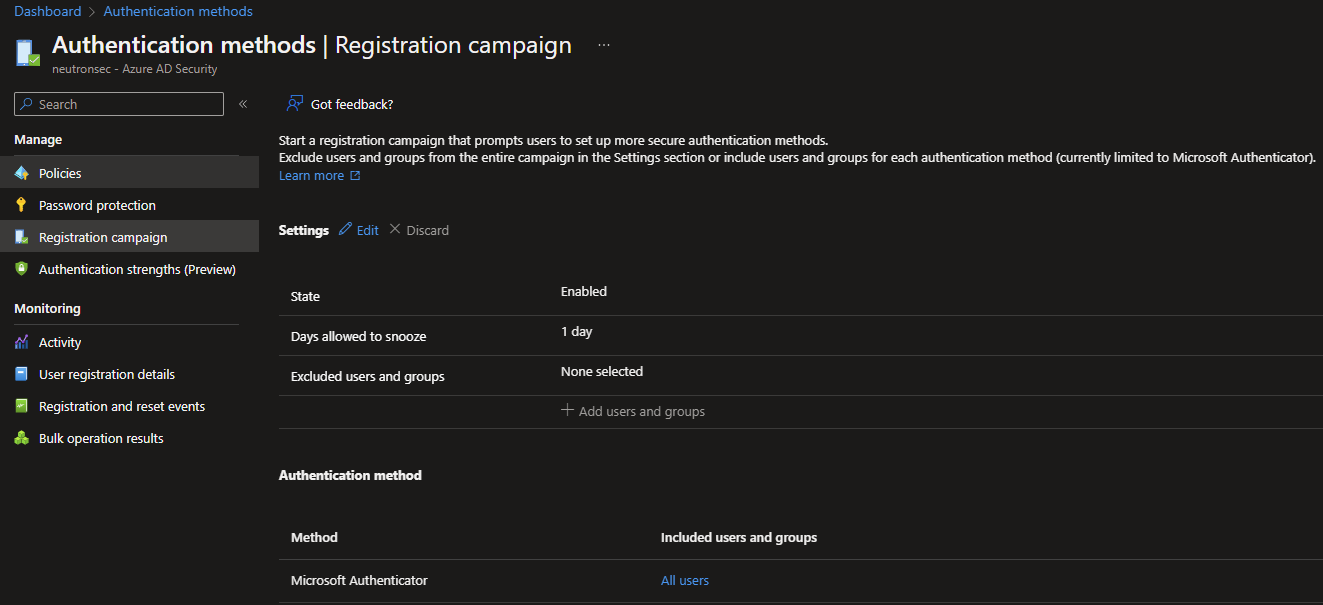 Dashboard > Authentication methods
Authentication methods | Registration campaign ...
neutronsec - Azure AD Security
Search «
Manage
Policies
Password protection
Registration campaign
Authentication strengths (Preview)
Monitoring
Activity
User registration details
Registration and reset events
Bulk operation results
Got feedback?
Start a registration campaign that prompts users to set up more secure authentication methods.
Exclude users and groups from the entire campaign in the Settings section or include users and groups for each authentication method (currently limited to Microsoft Authenticator).
Learn more
Settings Edit Discard
State Enabled
Days allowed to snooze 1 day
Excluded users and groups None selected
+ Add users and groups
Authentication method
Method Included users and groups
Microsoft Authenticator All users